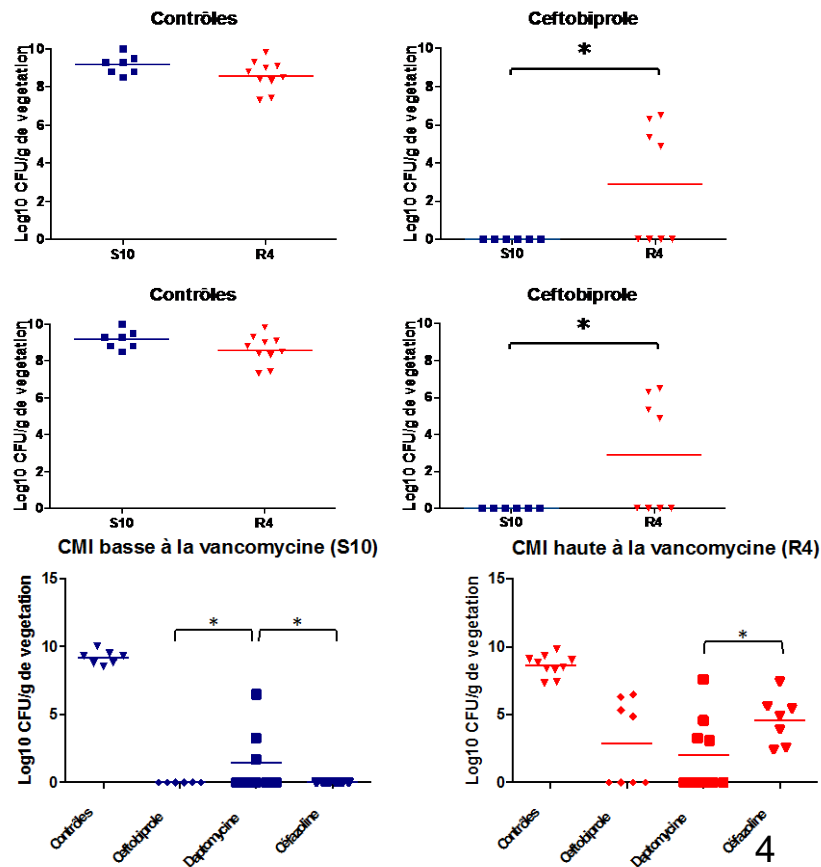 Contrôles
Log10 CFU/g de vegetation
10
8
6
4
2
0
S10
R4
Ceftobiprole
Log10 CFU/g de vegetation
10
8
6
4
2
0
*
S10
R4
Contrôles
Log10 CFU/g de vegetation
10
8
6
4
2
0
S10
R4
Ceftobiprole
Log10 CFU/g de vegetation
10
8
6
4
2
0
*
S10
R4
CMI basse à la vancomycine (S10)
Log10 CFU/g de vegetation
15
10
5
0
*
*
Contrôles
Ceftobiprole
Daptomycine
Céfazoline
CMI haute à la vancomycine (R4)
Log10 CFU/g de vegetation
15
10
5
0
*
Contrôles
Ceftobiprole
Daptomycine
Céfazoline
4